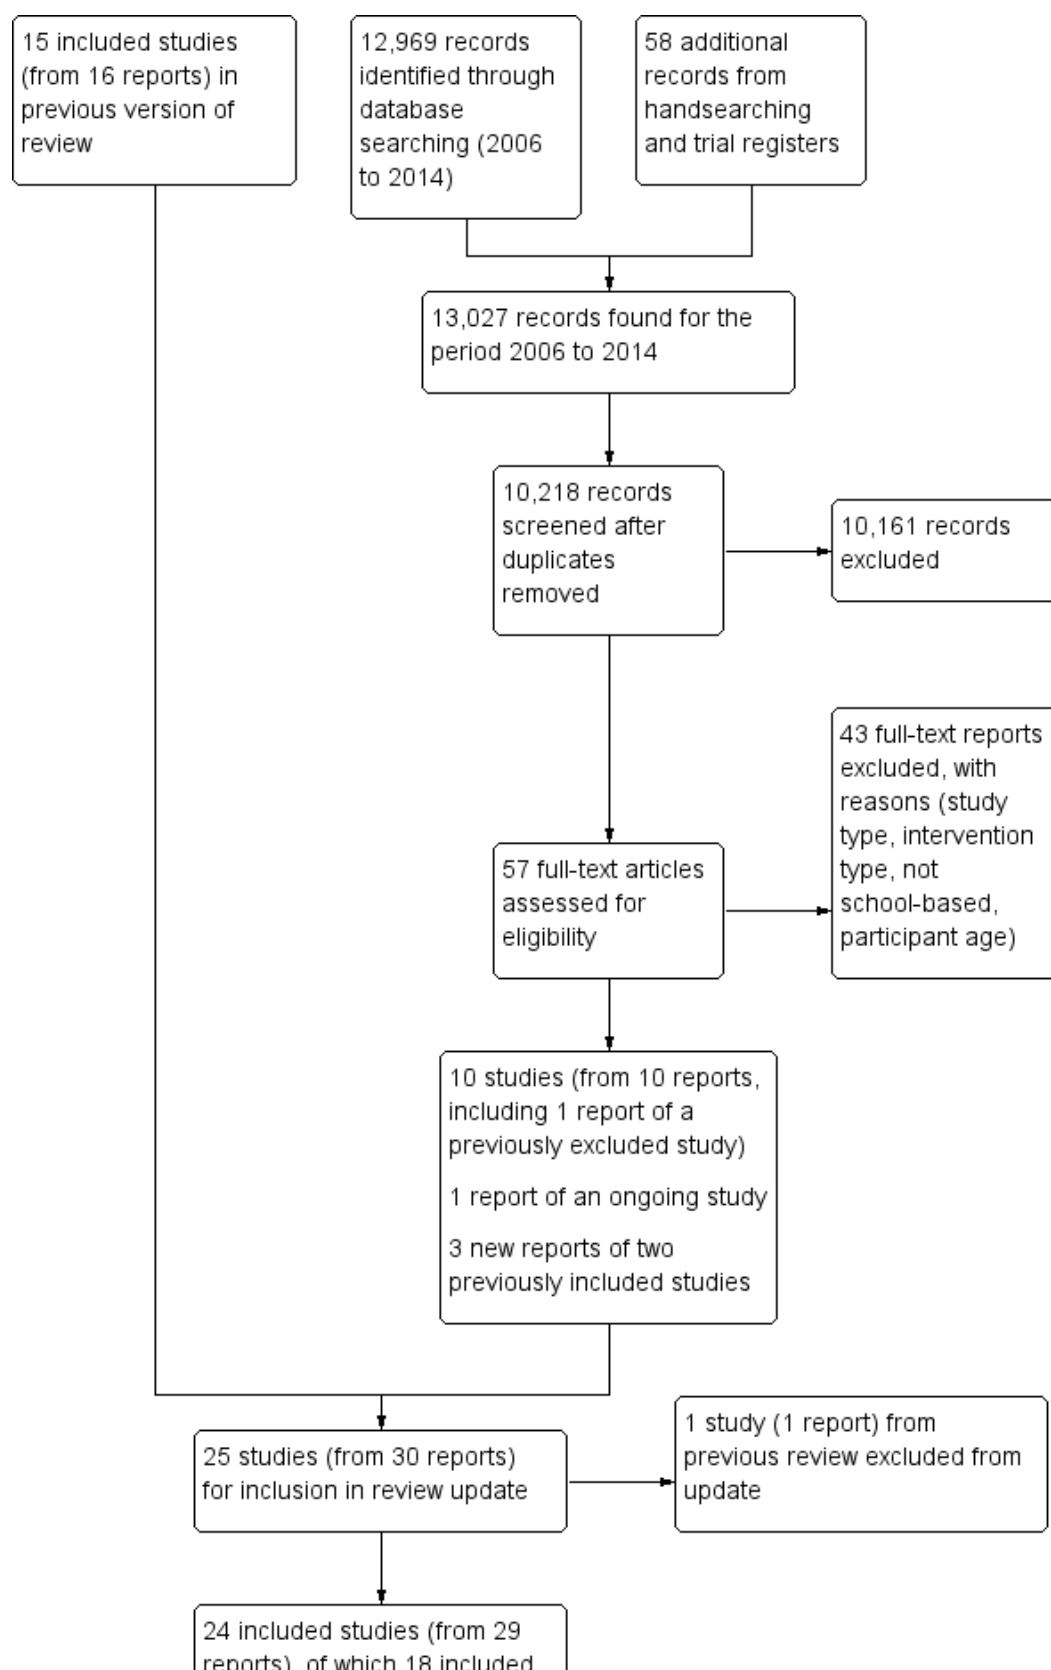 15 included studies
(from 16 reports) in
previous version of
review
12,969 records
identified through
database
searching (2006
to 2014)
58 additional
records from
handsearching
and trial registers
13,027 records found for the
period 2006 to 2014
10,218 records
screened after
duplicates
removed
10,161 records
excluded
43 full-text reports
excluded, with
reasons (study
type, intervention
type, not
school-based,
participant age)
57 full-text articles
assessed for
eligibility
10 studies (from 10 reports,
including 1 report of a
previously excluded study)
1 report of an ongoing study
3 new reports of two
previously included studies
25 studies (from 30 reports)
for inclusion in review update
1 study (1 report) from
previous review excluded from
update
24 included studies (from 29
reports), of which 18 included